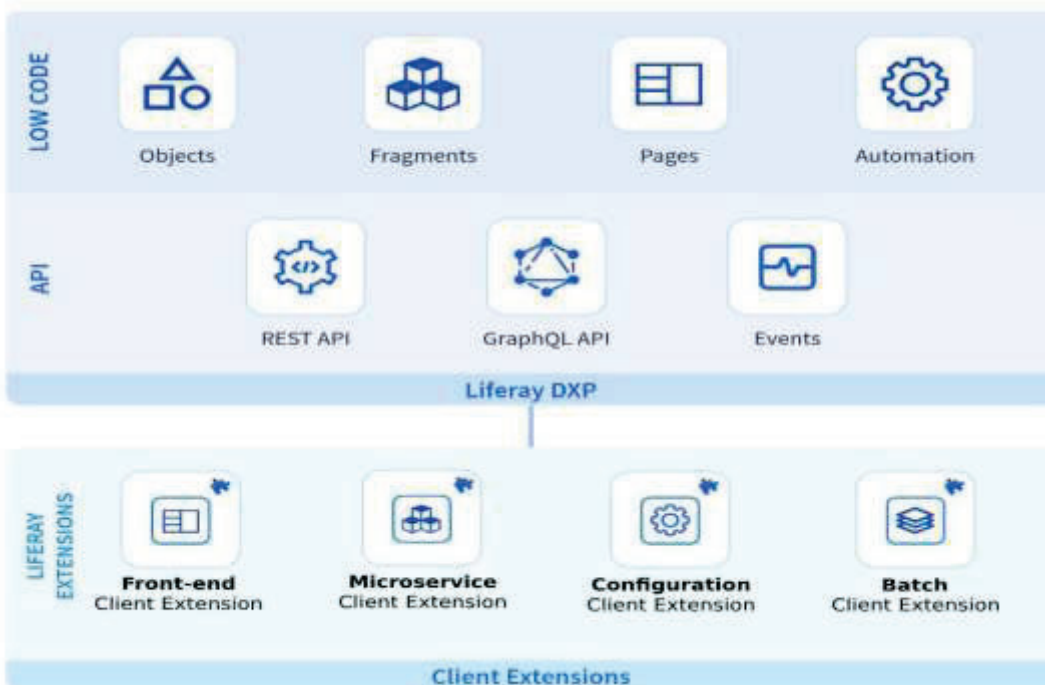 LOW CODE
Objects
Fragments
Pages
Automation
API
</>
REST API
GraphQL API
Events
Liferay DXP
LIFERAY
EXTENSIONS
Front-end
Client Extension
Microservice
Client Extension
Configuration
Client Extension
Batch
Client Extension
Client Extensions